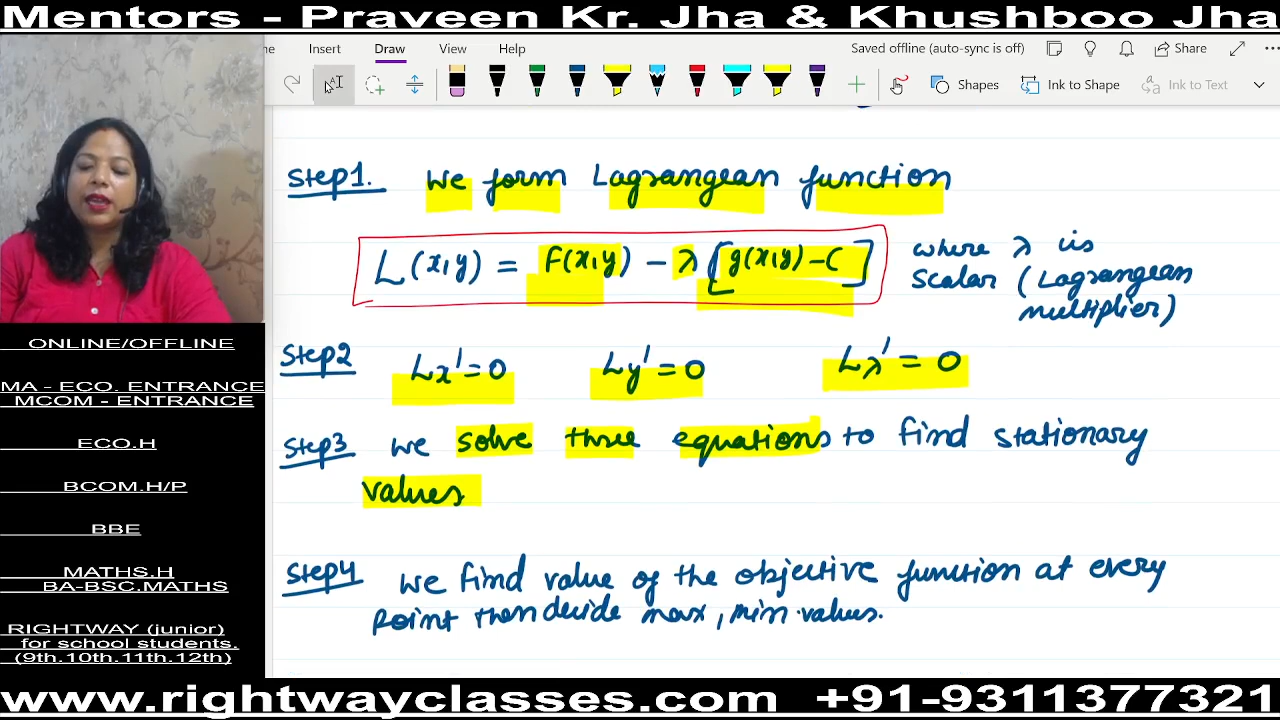 Mentors - Praveen Kr. Jha & Khushboo Jha
Insert Draw View Help Saved offline (auto-sync is off) Share
Shapes Ink to Shape Ink to Text
Step1. we form Lagrangean function
L(x,y) = F(x,y) - λ [g(x,y) - C] where λ is
scalar (Lagrangean
multiplier)
Step2 Lx' = 0 Ly' = 0 Lλ' = 0
Step3 we solve three equations to find stationary
values
Step4 we find value of the objective function at every
point then decide max, min values.
ONLINE/OFFLINE
MA - ECO. ENTRANCE
MCOM - ENTRANCE
ECO.H
BCOM.H/P
BBE
MATHS.H
BA-BSC.MATHS
RIGHTWAY (junior)
for school students.
(9th.10th.11th.12th)
www.rightwayclasses.com +91-9311377321